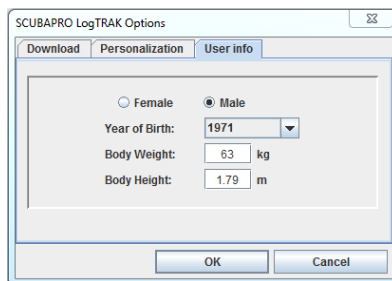 SCUBAPRO LogTRAK Options
Download Personalization User info
Female Male
Year of Birth: 1971
Body Weight: 63 kg
Body Height: 1.79 m
OK Cancel